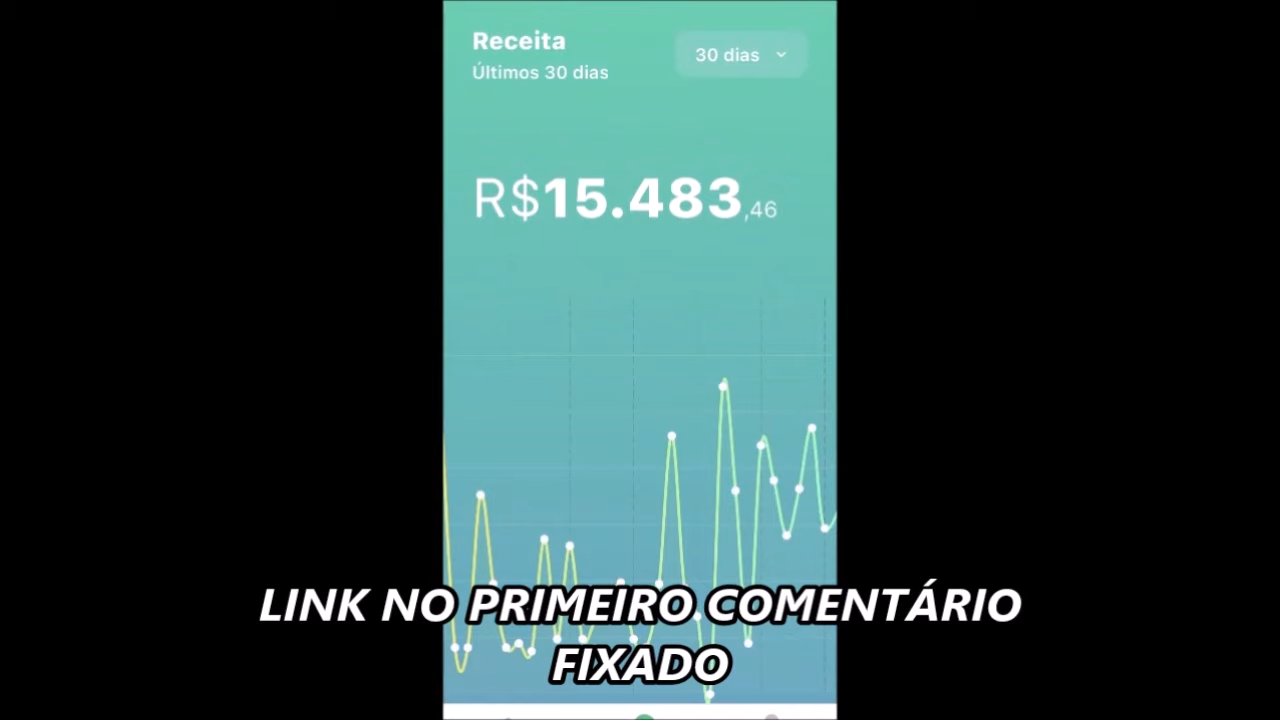 Receita
30 dias
Últimos 30 dias
R$15.483,46
LINK NO PRIMEIRO COMENTÁRIO
FIXADO